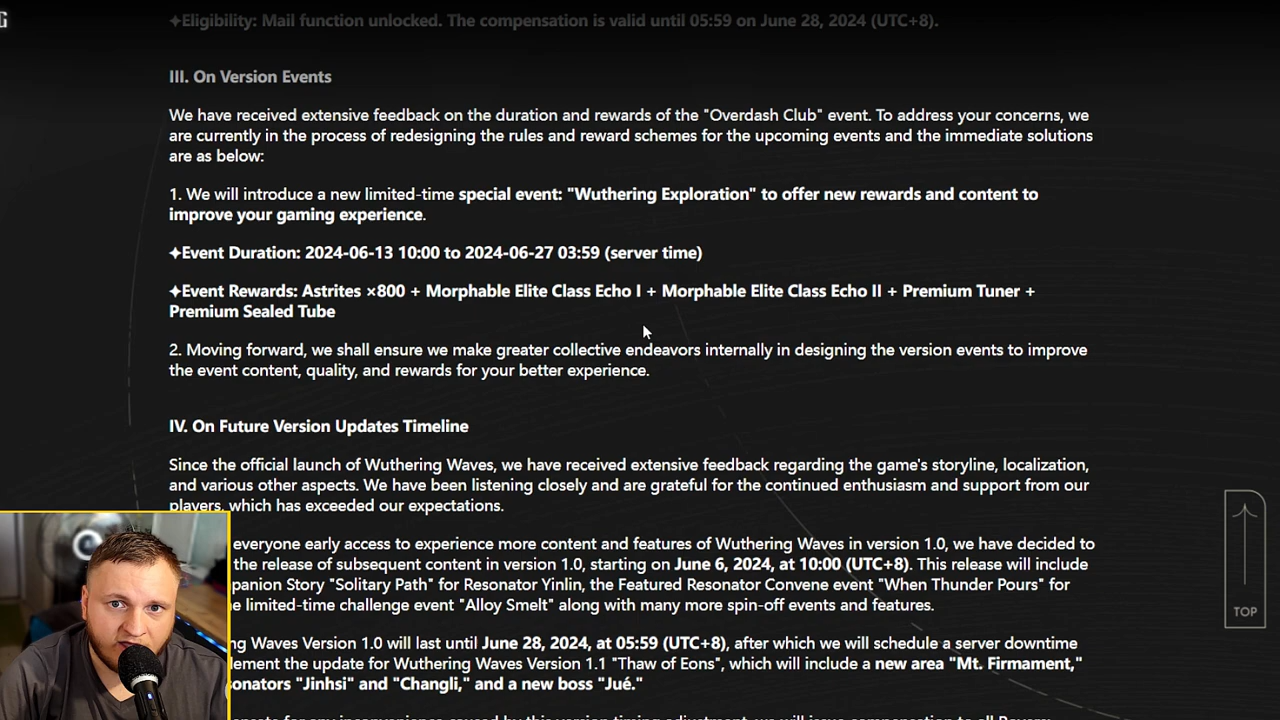 G
✦Eligibility: Mail function unlocked. The compensation is valid until 05:59 on June 28, 2024 (UTC+8).
III. On Version Events
We have received extensive feedback on the duration and rewards of the "Overdash Club" event. To address your concerns, we
are currently in the process of redesigning the rules and reward schemes for the upcoming events and the immediate solutions
are as below:
1. We will introduce a new limited-time special event: "Wuthering Exploration" to offer new rewards and content to
improve your gaming experience.
✦Event Duration: 2024-06-13 10:00 to 2024-06-27 03:59 (server time)
✦Event Rewards: Astrites ×800 + Morphable Elite Class Echo I + Morphable Elite Class Echo II + Premium Tuner +
Premium Sealed Tube
2. Moving forward, we shall ensure we make greater collective endeavors internally in designing the version events to improve
the event content, quality, and rewards for your better experience.
IV. On Future Version Updates Timeline
Since the official launch of Wuthering Waves, we have received extensive feedback regarding the game's storyline, localization,
and various other aspects. We have been listening closely and are grateful for the continued enthusiasm and support from our
players, which has exceeded our expectations.
everyone early access to experience more content and features of Wuthering Waves in version 1.0, we have decided to
the release of subsequent content in version 1.0, starting on June 6, 2024, at 10:00 (UTC+8). This release will include
panion Story "Solitary Path" for Resonator Yinlin, the Featured Resonator Convene event "When Thunder Pours" for
e limited-time challenge event "Alloy Smelt" along with many more spin-off events and features.
ng Waves Version 1.0 will last until June 28, 2024, at 05:59 (UTC+8), after which we will schedule a server downtime
lement the update for Wuthering Waves Version 1.1 "Thaw of Eons", which will include a new area "Mt. Firmament,"
onators "Jinhsi" and "Changli," and a new boss "Jué."
TOP